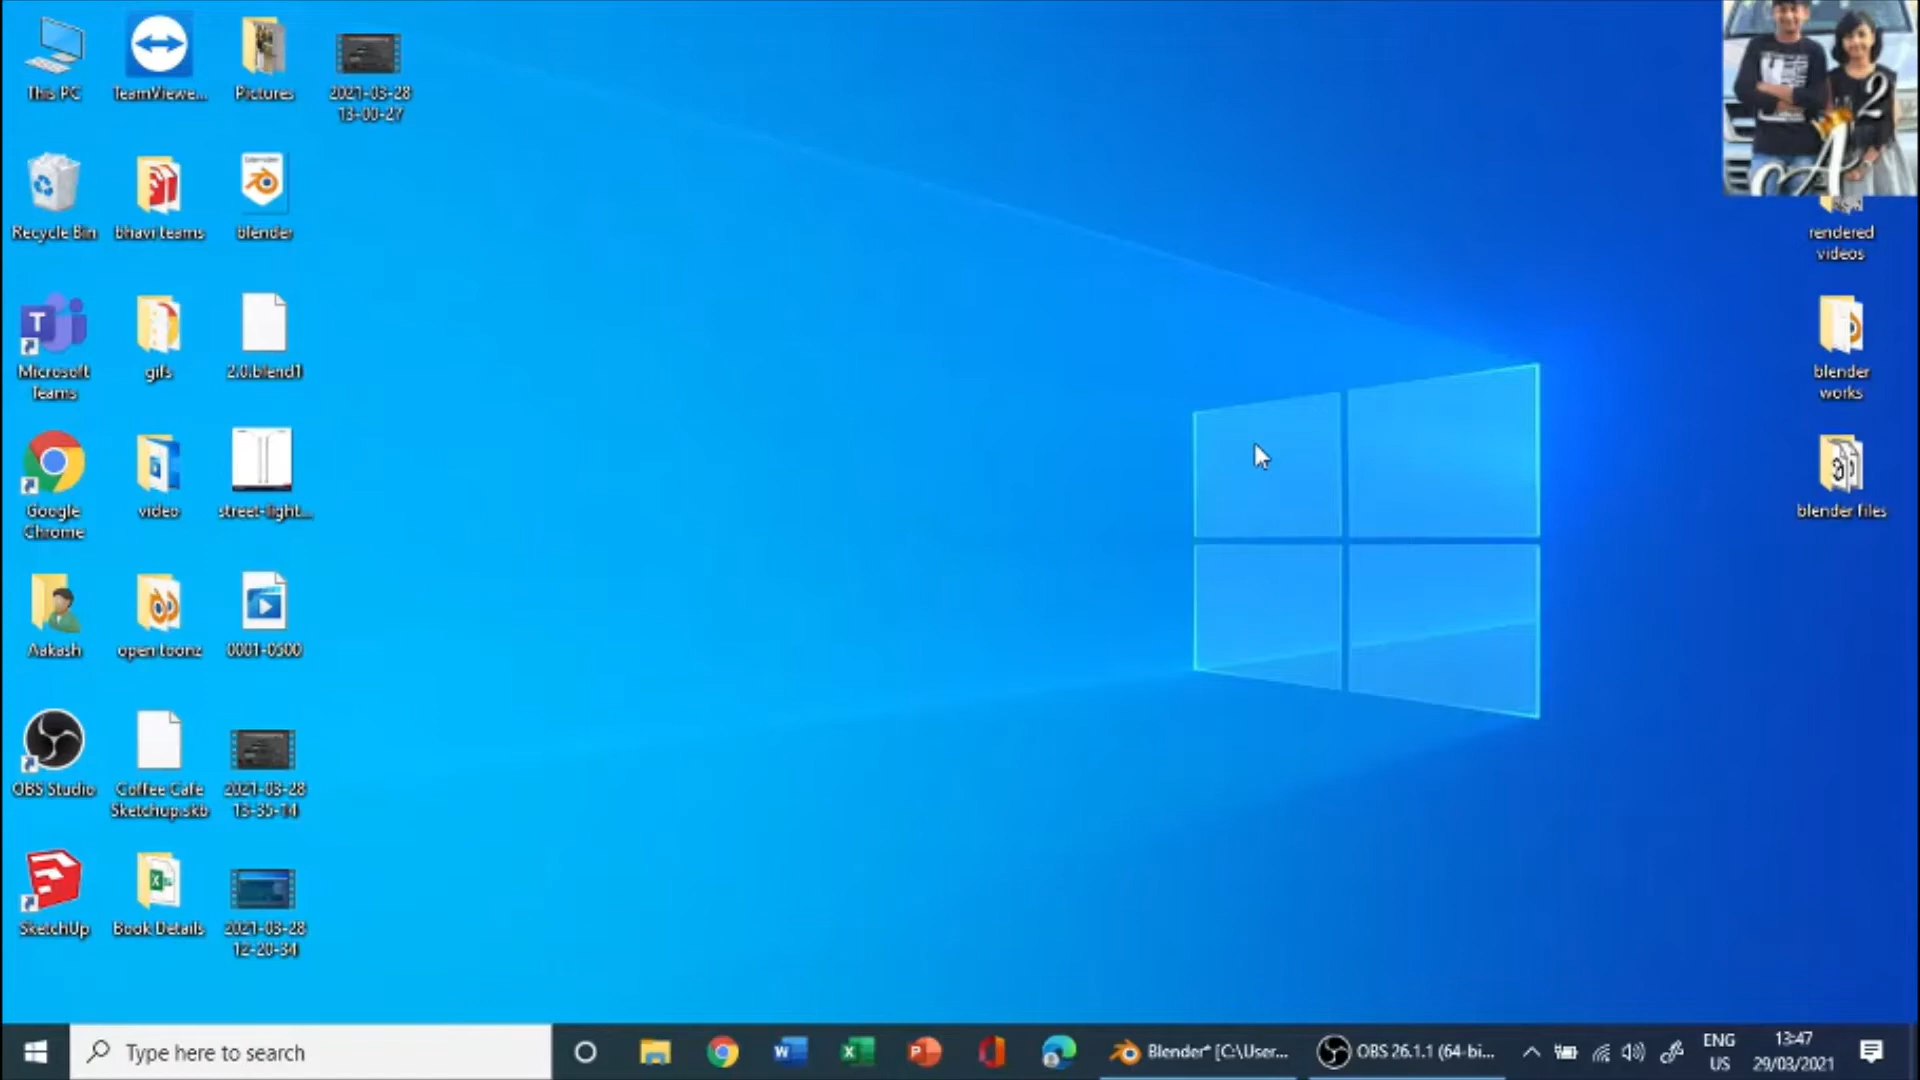 This PC
TeamViewe...
Pictures
2021-03-28
13-00-27
A2
Recycle Bin
bhavi teams
blender
rendered
videos
Microsoft
Teams
gifs
2.0.blend1
blender
works
Google
Chrome
video
street-light...
blender files
Aakash
open toonz
0001-0500
OBS Studio
Coffee Cafe
Sketchup.skb
2021-03-28
13-35-14
SketchUp
Book Details
2021-03-28
12-20-34
Type here to search
Blender* [C:\User...
OBS 26.1.1 (64-bi...
ENG
US
13:47
29/03/2021